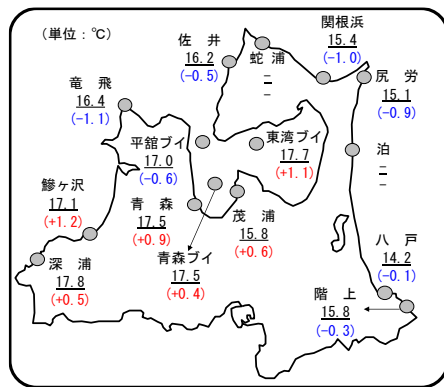 (単位:℃)
関根浜
15.4
(-1.0)
佐井
16.2
(-0.5)
蛇浦
－
－
尻労
15.1
(-0.9)
竜飛
16.4
(-1.1)
平舘ブイ
17.0
(-0.6)
東湾ブイ
17.7
(+1.1)
泊
－
－
鰺ヶ沢
17.1
(+1.2)
青森
17.5
(+0.9)
茂浦
15.8
(+0.6)
青森ブイ
17.5
(+0.4)
八戸
14.2
(-0.1)
深浦
17.8
(+0.5)
階上
15.8
(-0.3)